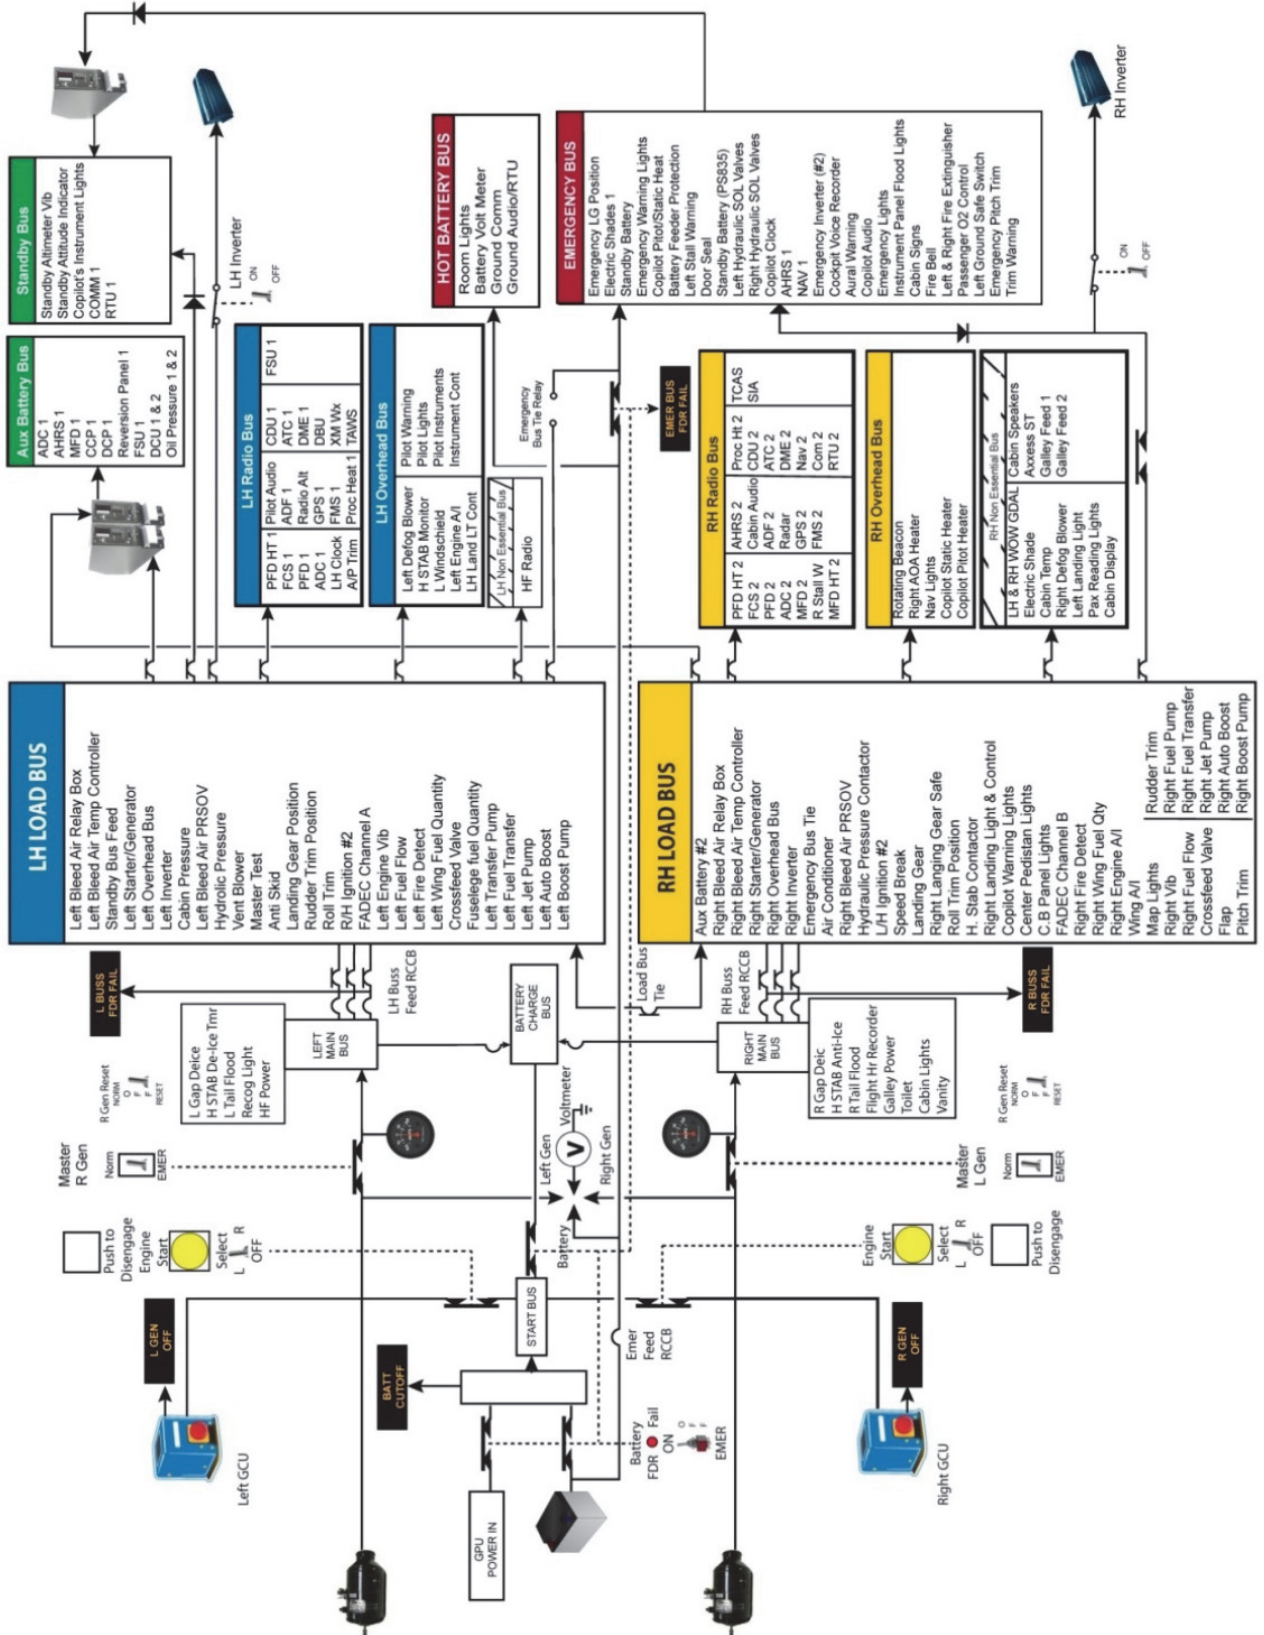 LH LOAD BUS
Left Bleed Air Relay Box
Left Bleed Air Temp Controller
Standby Bus Feed
Left Starter/Generator
Left Overhead Bus
Left Inverter
Cabin Pressure
Left Bleed Air PRSOV
Hydrolic Pressure
Vent Blower
Master Test
Anti Skid
Landing Gear Position
Rudder Trim Position
Roll Trim
R/H Ignition #2
FADEC Channel A
Left Engine Vib
Left Fuel Flow
Left Fire Detect
Left Wing Fuel Quantity
Crossfeed Valve
Fuselege fuel Quantity
Left Transfer Pump
Left Fuel Transfer
Left Jet Pump
Left Auto Boost
Left Boost Pump
RH LOAD BUS
Aux Battery #2
Right Bleed Air Relay Box
Right Bleed Air Temp Controller
Right Starter/Generator
Right Overhead Bus
Right Inverter
Emergency Bus Tie
Air Conditioner
Right Bleed Air PRSOV
Hydraulic Pressure Contactor
L/H Ignition #2
Speed Break
Landing Gear
Right Langing Gear Safe
Roll Trim Position
H. Stab Contactor
Right Landing Light & Control
Copilot Warning Lights
Center Pedistan Lights
C.B Panel Lights
FADEC Channel B
Right Fire Detect
Right Wing Fuel Qty
Right Engine A/I
Wing A/I
Map Lights
Right Vib
Right Fuel Flow
Crossfeed Valve
Flap
Pitch Trim
Rudder Trim
Right Fuel Pump
Right Fuel Transfer
Right Jet Pump
Right Auto Boost
Right Boost Pump
Aux Battery Bus
ADC 1
AHRS 1
MFD 1
CCP 1
DCP 1
Reversion Panel 1
FSU 1
DCU 1 & 2
Oil Pressure 1 & 2
Standby Bus
Standby Altimeter Vib
Standby Attitude Indicator
Copilot's Instrument Lights
COMM 1
RTU 1
LH Inverter
ON
OFF
LH Radio Bus
PFD HT 1
FCS 1
PFD 1
ADC 1
LH Clock
A/P Trim
Pilot Audio
ADF 1
Radio Alt
GPS 1
FMS 1
Proc Heat 1
CDU 1
ATC 1
DME 1
DBU
XM Wx
TAWS
FSU 1
LH Overhead Bus
Left Defog Blower
H STAB Monitor
L Windschield
Left Engine A/I
LH Land LT Cont
Pilot Warning
Pilot Lights
Pilot Instruments
Instrument Cont
LH Non Essential Bus
HF Radio
HOT BATTERY BUS
Room Lights
Battery Volt Meter
Ground Comm
Ground Audio/RTU
Emergency
Bus Tie Relay
EMERGENCY BUS
Emergency LG Position
Electric Shades 1
Standby Battery
Emergency Warning Lights
Copilot Pitot/Static Heat
Battery Feeder Protection
Left Stall Warning
Door Seal
Standby Battery (PS835)
Left Hydraulic SOL Valves
Right Hydraulic SOL Valves
Copilot Clock
AHRS 1
NAV 1
Emergency Inverter (#2)
Cockpit Voice Recorder
Aural Warning
Copilot Audio
Emergency Lights
Instrument Panel Flood Lights
Cabin Signs
Fire Bell
Left & Right Fire Extinguisher
Passenger O2 Control
Left Ground Safe Switch
Emergency Pitch Trim
Trim Warning
EMER BUS
FDR FAIL
RH Radio Bus
PFD HT 2
FCS 2
PFD 2
ADC 2
MFD 2
R Stall W
MFD HT 2
AHRS 2
Cabin Audio
ADF 2
Radar
GPS 2
FMS 2
Proc Ht 2
CDU 2
ATC 2
DME 2
Nav 2
Com 2
RTU 2
TCAS
SIA
RH Overhead Bus
Rotating Beacon
Right AOA Heater
Nav Lights
Copilot Static Heater
Copilot Pitot Heater
RH Non Essential Bus
LH & RH WOW GDAL
Electric Shade
Cabin Temp
Right Defog Blower
Left Landing Light
Pax Reading Lights
Cabin Display
Cabin Speakers
Axxess ST
Galley Feed 1
Galley Feed 2
RH Inverter
ON
OFF
L BUSS
FDR FAIL
L Gap Deice
H STAB De-Ice Tmr
L Tail Flood
Recog Light
HF Power
LEFT
MAIN
BUS
LH Buss
Feed RCCB
BATTERY
CHARGE
BUS
Load Bus
Tie
RH Buss
Feed RCCB
RIGHT
MAIN
BUS
R Gap Deic
H STAB Anti-Ice
R Tail Flood
Flight Hr Recorder
Galley Power
Toilet
Cabin Lights
Vanity
R BUSS
FDR FAIL
R Gen Reset
NORM
O
F
F
RESET
Master
R Gen
Norm
EMER
Push to
Disengage
Engine
Start
Select
L
R
OFF
L GEN
OFF
Left GCU
Left Gen
Voltmeter
V
Right Gen
Battery
START BUS
BATT
CUTOFF
GPU
POWER IN
Emer
Feed
RCCB
Battery
FDR
Fail
ON
O
F
F
EMER
R Gen Reset
NORM
O
F
F
RESET
Master
L Gen
Norm
EMER
Engine
Start
Select
L
R
OFF
Push to
Disengage
R GEN
OFF
Right GCU